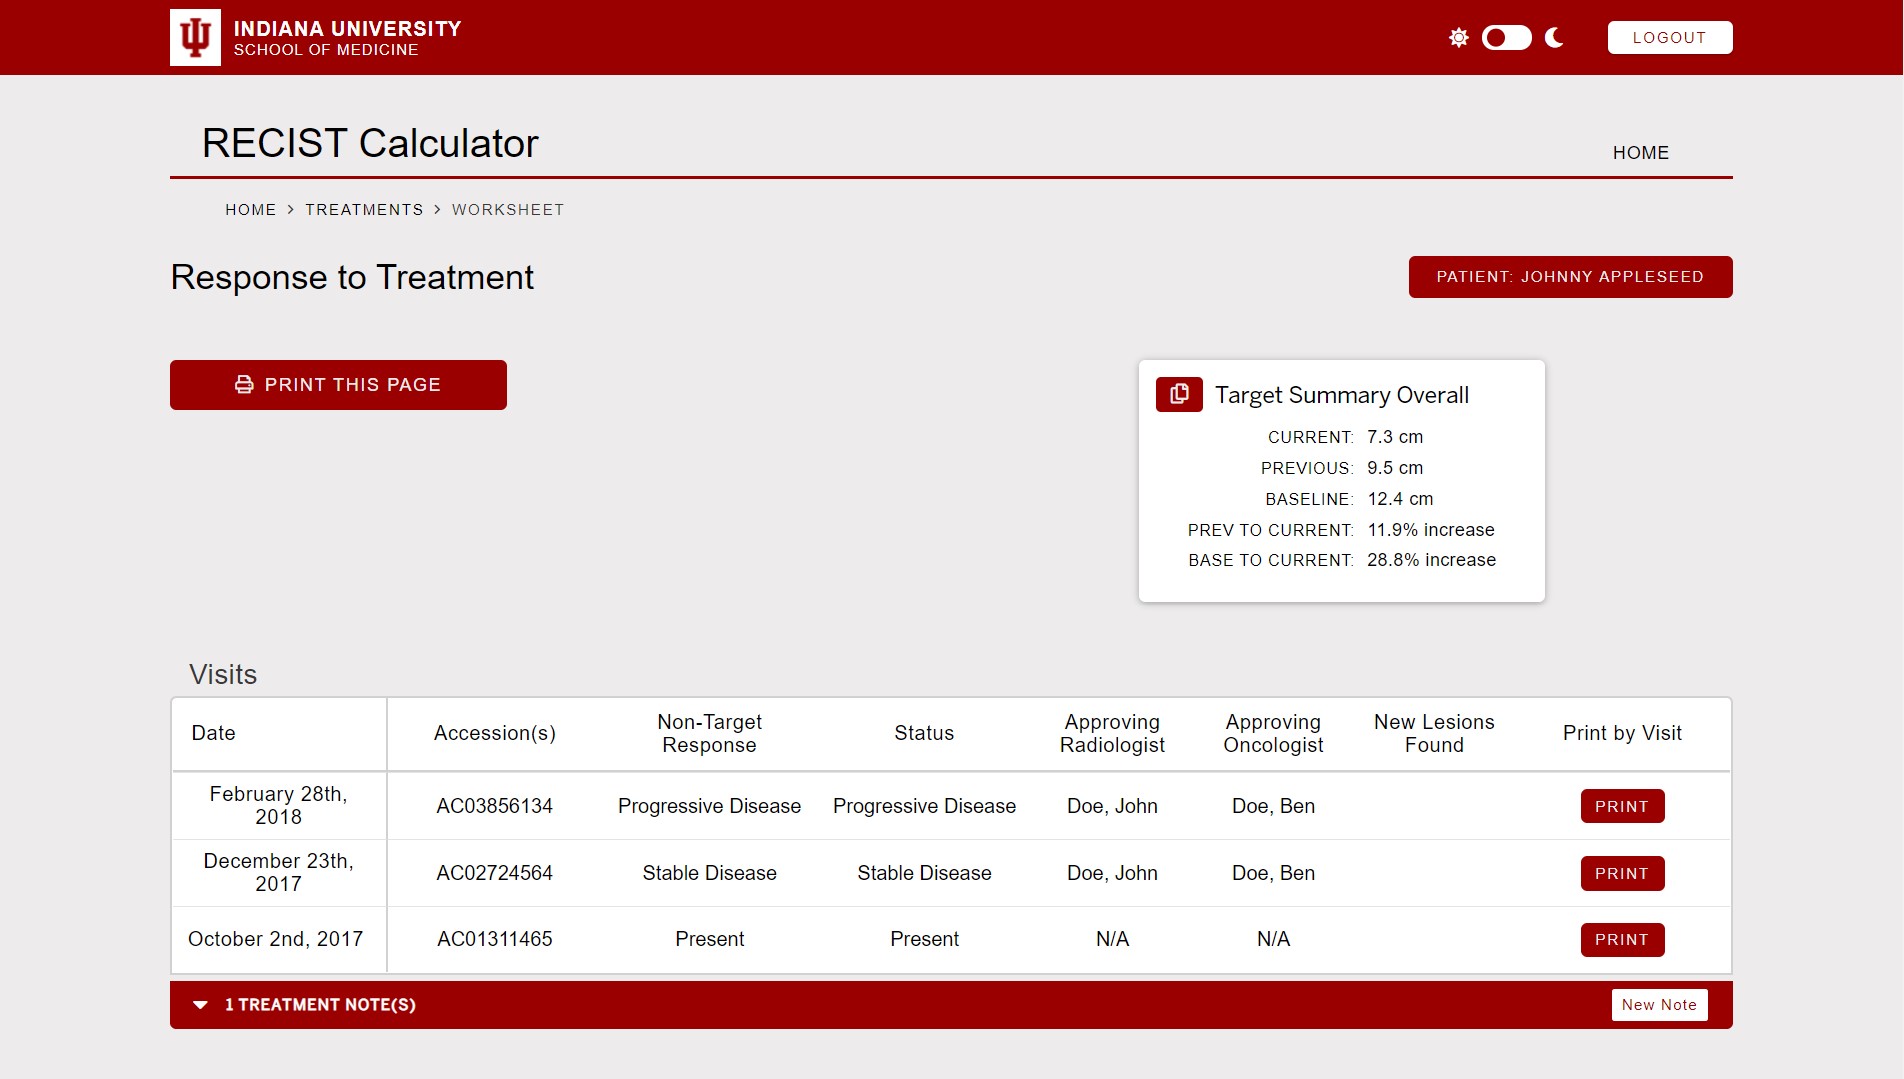 INDIANA UNIVERSITY
SCHOOL OF MEDICINE
LOGOUT
RECIST Calculator
HOME
HOME > TREATMENTS > WORKSHEET
Response to Treatment
PATIENT: JOHNNY APPLESEED
PRINT THIS PAGE
Target Summary Overall
CURRENT: 7.3 cm
PREVIOUS: 9.5 cm
BASELINE: 12.4 cm
PREV TO CURRENT: 11.9% increase
BASE TO CURRENT: 28.8% increase
Visits
Date Accession(s) Non-Target Response Status Approving Radiologist Approving Oncologist New Lesions Found Print by Visit
February 28th, 2018 AC03856134 Progressive Disease Progressive Disease Doe, John Doe, Ben PRINT
December 23th, 2017 AC02724564 Stable Disease Stable Disease Doe, John Doe, Ben PRINT
October 2nd, 2017 AC01311465 Present Present N/A N/A PRINT
1 TREATMENT NOTE(S) New Note